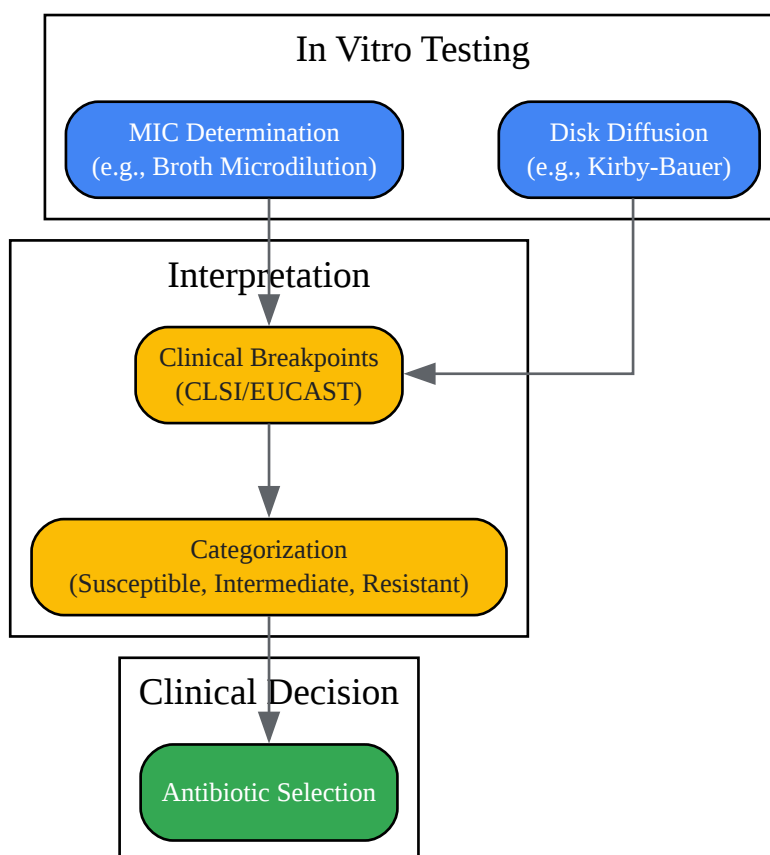 In Vitro Testing
MIC Determination
(e.g., Broth Microdilution)
Disk Diffusion
(e.g., Kirby-Bauer)
Interpretation
Clinical Breakpoints
(CLSI/EUCAST)
Categorization
(Susceptible, Intermediate, Resistant)
Clinical Decision
Antibiotic Selection